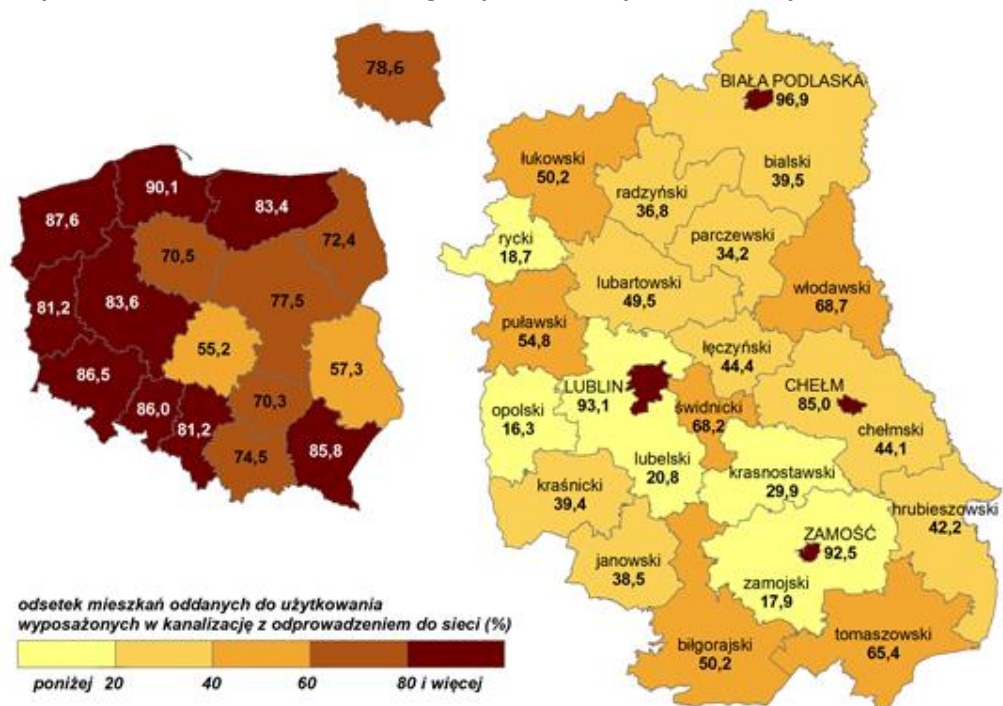 78,6
90,1
87,6
83,4
72,4
70,5
77,5
81,2
83,6
55,2
57,3
86,5
86,0
70,3
81,2
74,5
85,8
BIAŁA PODLASKA
96,9
łukowski
50,2
bialski
39,5
radzyński
36,8
rycki
18,7
parczewski
34,2
lubartowski
49,5
włodawski
68,7
puławski
54,8
łęczyński
44,4
LUBLIN
93,1
CHEŁM
85,0
opolski
16,3
świdnicki
68,2
chełmski
44,1
lubelski
20,8
krasnostawski
29,9
kraśnicki
39,4
hrubieszowski
42,2
ZAMOŚĆ
92,5
janowski
38,5
zamojski
17,9
biłgorajski
50,2
tomaszowski
65,4
odsetek mieszkań oddanych do użytkowania
wyposażonych w kanalizację z odprowadzeniem do sieci (%)
poniżej 20 40 60 80 i więcej